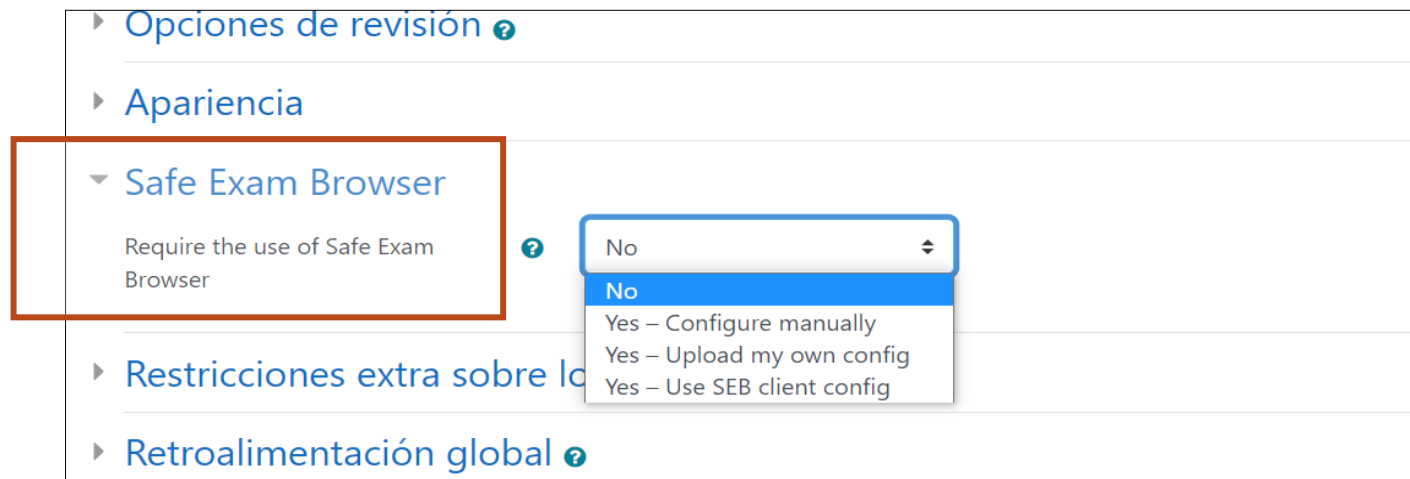 Opciones de revisión ?
Apariencia
Safe Exam Browser
Require the use of Safe Exam
Browser
?
No
No
Yes – Configure manually
Yes – Upload my own config
Yes – Use SEB client config
Restricciones extra sobre lo
Retroalimentación global ?